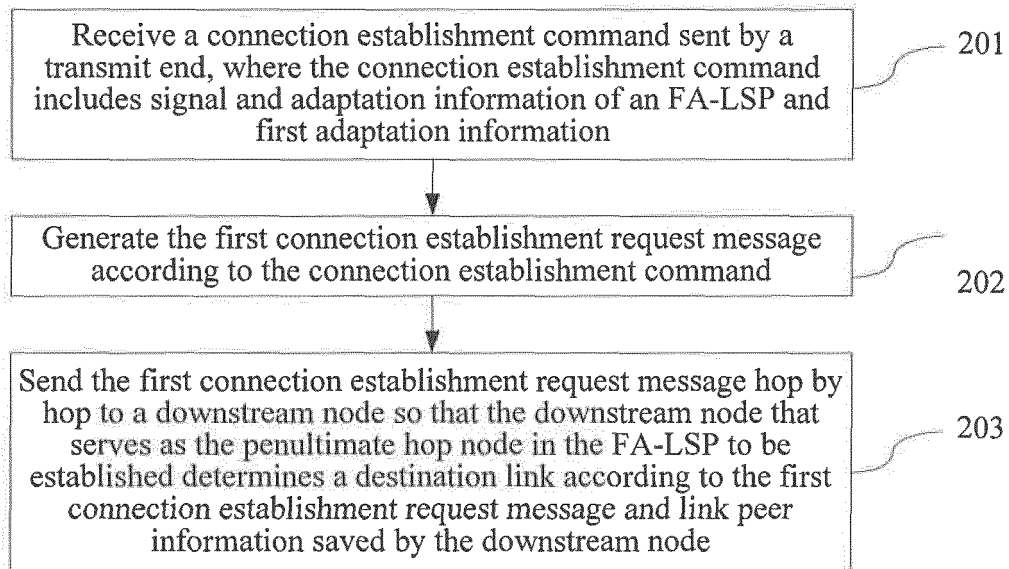 Receive a connection establishment command sent by a
transmit end, where the connection establishment command
includes signal and adaptation information of an FA-LSP and
first adaptation information
201
Generate the first connection establishment request message
according to the connection establishment command
202
Send the first connection establishment request message hop by
hop to a downstream node so that the downstream node that
serves as the penultimate hop node in the FA-LSP to be
established determines a destination link according to the first
connection establishment request message and link peer
information saved by the downstream node
203